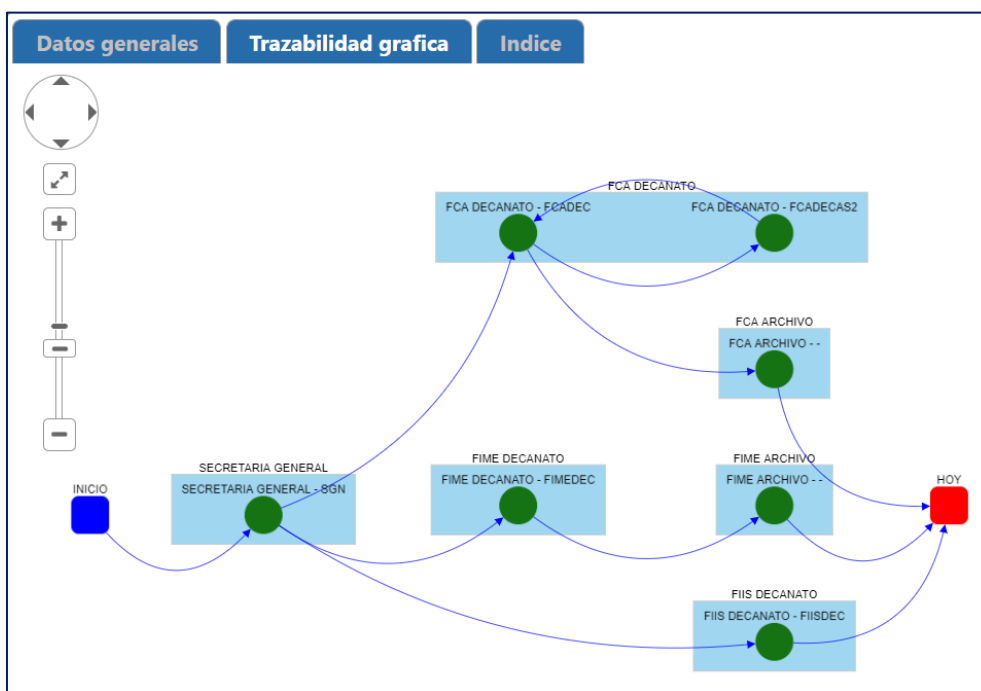 Datos generales
Trazabilidad grafica
Indice
FCA DECANATO
FCA DECANATO - FCADEC
FCA DECANATO - FCADECAS2
FCA ARCHIVO
FCA ARCHIVO - -
SECRETARIA GENERAL
SECRETARIA GENERAL - SGN
FIME DECANATO
FIME DECANATO - FIMEDEC
FIME ARCHIVO
FIME ARCHIVO - -
INICIO
HOY
FIIS DECANATO
FIIS DECANATO - FIISDEC